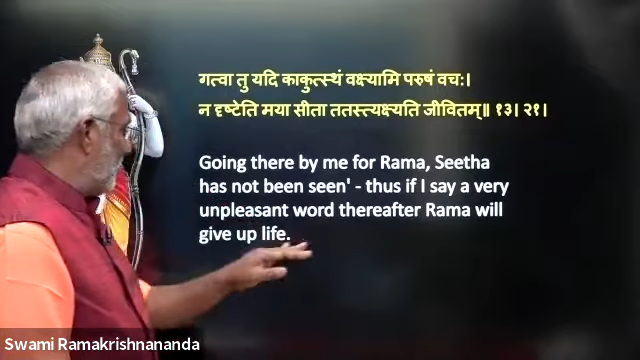 गत्वा तु यदि काकुत्स्थं वक्ष्यामि परुषं वचः।
न दृष्टेति मया सीता ततस्त्यक्ष्यति जीवितम्॥ १३। २१।
Going there by me for Rama, Seetha
has not been seen' - thus if I say a very
unpleasant word thereafter Rama will
give up life.
Swami Ramakrishnananda